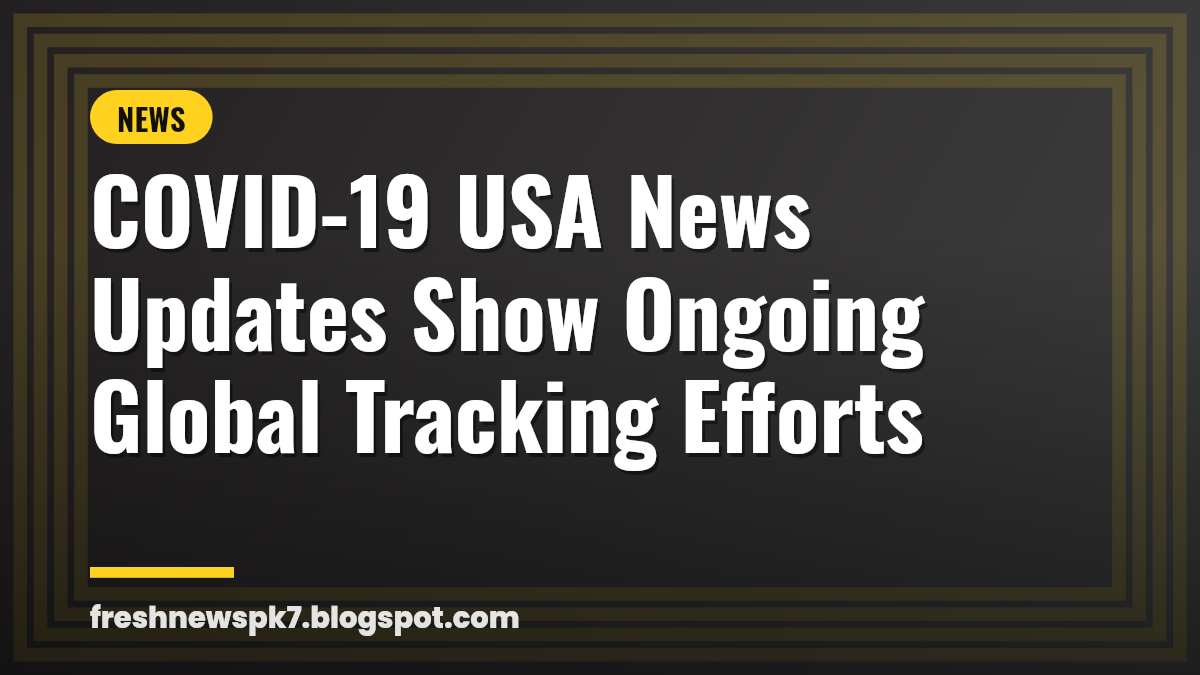 NEWS
COVID-19 USA News
Updates Show Ongoing
Global Tracking Efforts
freshnewspk7.blogspot.com